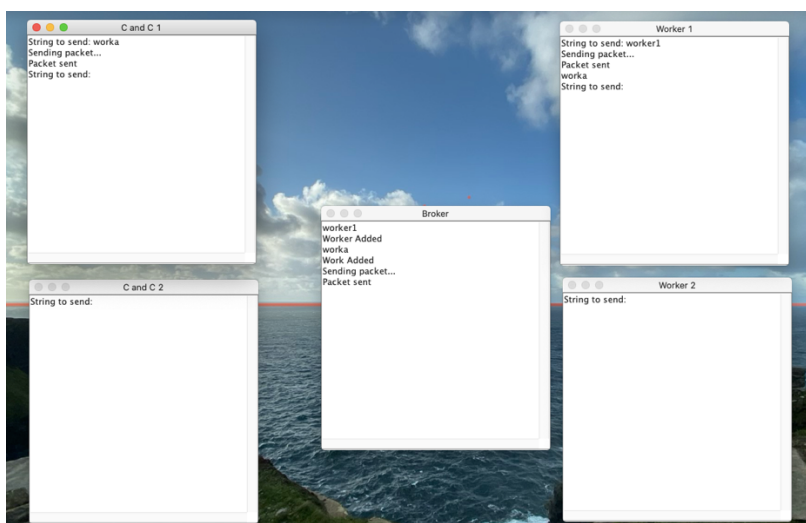 C and C 1
String to send: worka
Sending packet...
Packet sent
String to send:
Worker 1
String to send: worker1
Sending packet...
Packet sent
worka
String to send:
Broker
worker1
Worker Added
worka
Work Added
Sending packet...
Packet sent
C and C 2
String to send:
Worker 2
String to send: